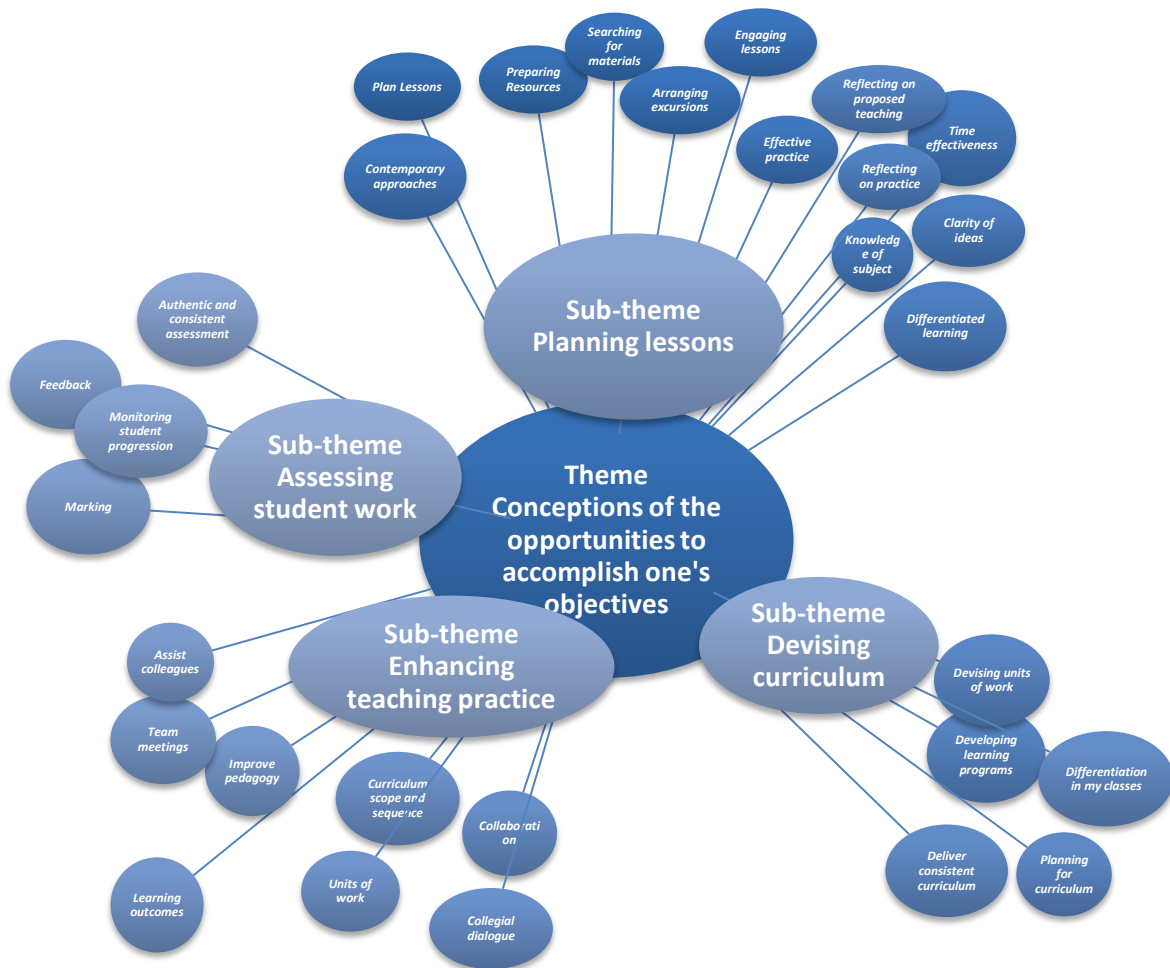 Searching
for
materials
Engaging
lessons
Plan Lessons
Preparing
Resources
Arranging
excursions
Reflecting on
proposed
teaching
Time
effectiveness
Effective
practice
Contemporary
approaches
Reflecting
on practice
Clarity of
ideas
Knowledg
e of
subject
Differentiated
learning
Sub-theme
Planning lessons
Authentic and
consistent
assessment
Feedback
Monitoring
student
progression
Marking
Sub-theme
Assessing
student work
Theme
Conceptions of the
opportunities to
accomplish one's
objectives
Sub-theme
Enhancing
teaching practice
Sub-theme
Devising
curriculum
Assist
colleagues
Team
meetings
Improve
pedagogy
Learning
outcomes
Curriculum
scope and
sequence
Units of
work
Collaborati
on
Collegial
dialogue
Devising units
of work
Developing
learning
programs
Differentiation
in my classes
Deliver
consistent
curriculum
Planning
for
curriculum